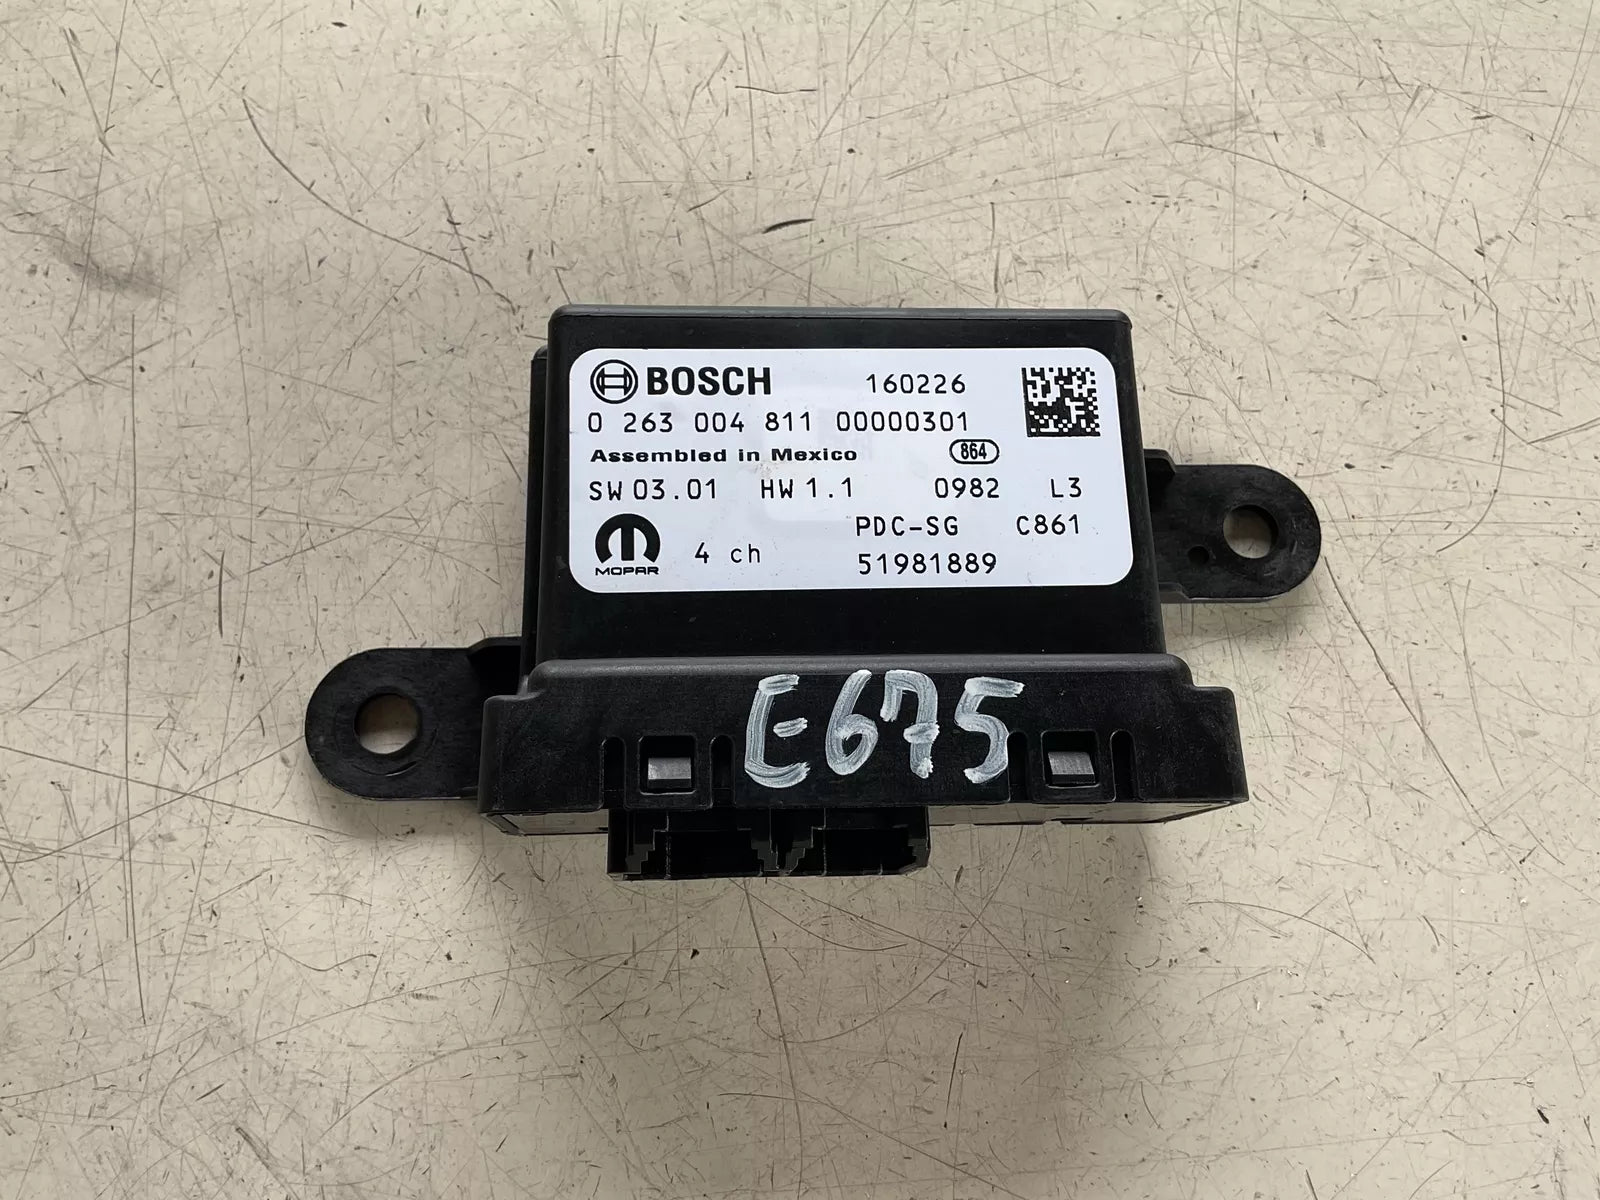 BOSCH 160226
0 263 004 811 00000301
Assembled in Mexico 864
SW 03.01 HW 1.1 0982 L3
PDC-SG C861
MOPAR 4 ch 51981889
E675